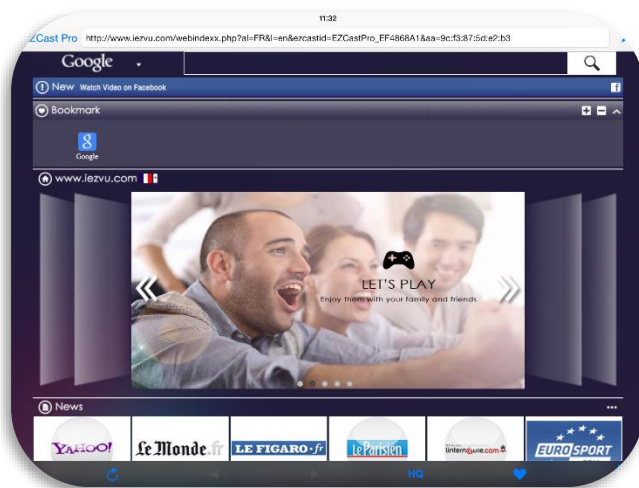 11:32
EZCast Pro http://www.iezvu.com/webindexx.php?al=FR&l=en&ezcastid=EZCastPro_EF4868A1&aa=9c:f3:87:5d:e2:b3
Google
New Watch Video on Facebook
Bookmark
Google
www.iezvu.com
LET'S PLAY
Enjoy them with your family and friends
News
YAHOO! Le Monde.fr LE FIGARO·fr Le Parisien linternaute.com EUROSPORT
HQ